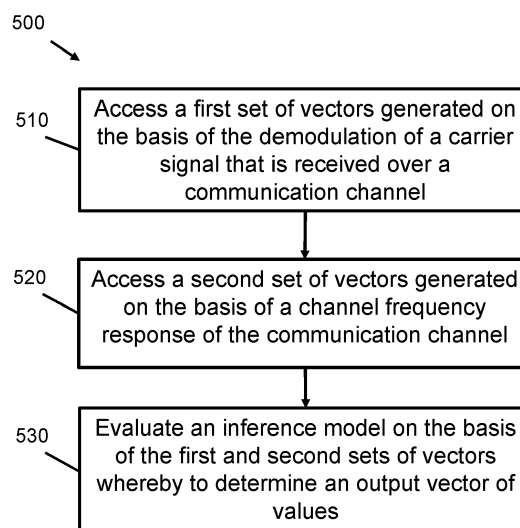 500
510
Access a first set of vectors generated on
the basis of the demodulation of a carrier
signal that is received over a
communication channel
520
Access a second set of vectors generated
on the basis of a channel frequency
response of the communication channel
530
Evaluate an inference model on the basis
of the first and second sets of vectors
whereby to determine an output vector of
values